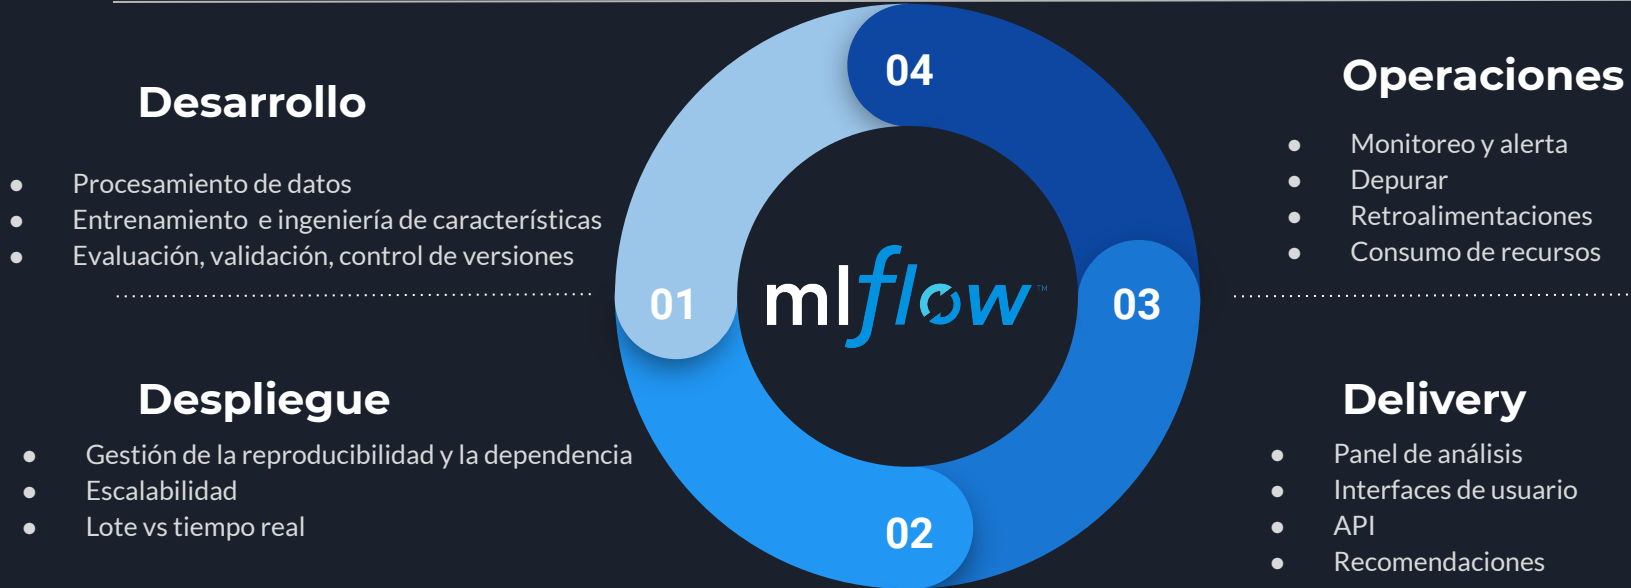 Desarrollo
● Procesamiento de datos
● Entrenamiento e ingeniería de características
● Evaluación, validación, control de versiones
Despliegue
● Gestión de la reproducibilidad y la dependencia
● Escalabilidad
● Lote vs tiempo real
04
01
mlflow™
03
02
Operaciones
● Monitoreo y alerta
● Depurar
● Retroalimentaciones
● Consumo de recursos
Delivery
● Panel de análisis
● Interfaces de usuario
● API
● Recomendaciones